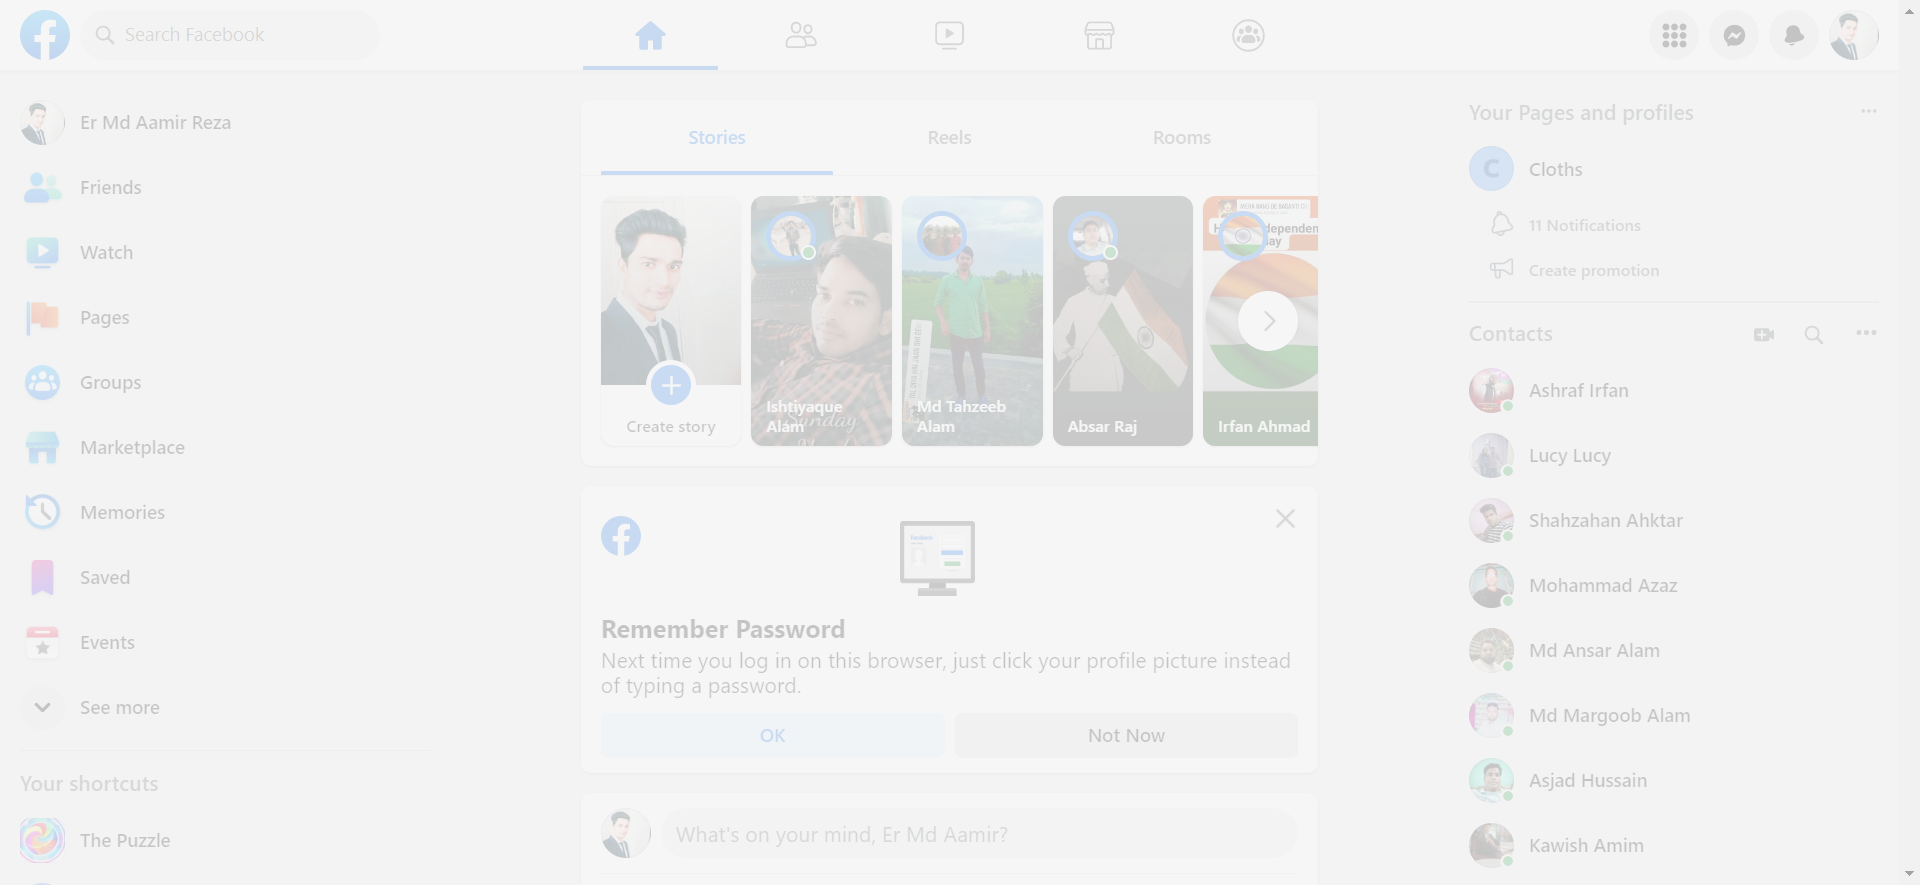 Search Facebook
Er Md Aamir Reza
Friends
Watch
Pages
Groups
Marketplace
Memories
Saved
Events
See more
Your shortcuts
The Puzzle
Stories
Reels
Rooms
Create story
Ishtiyaque
Alam
Sunday
Md Tahzeeb
Alam
Absar Raj
Irfan Ahmad
Remember Password
Next time you log in on this browser, just click your profile picture instead
of typing a password.
OK
Not Now
What's on your mind, Er Md Aamir?
Your Pages and profiles
C
Cloths
11 Notifications
Create promotion
Contacts
Ashraf Irfan
Lucy Lucy
Shahzahan Ahktar
Mohammad Azaz
Md Ansar Alam
Md Margoob Alam
Asjad Hussain
Kawish Amim